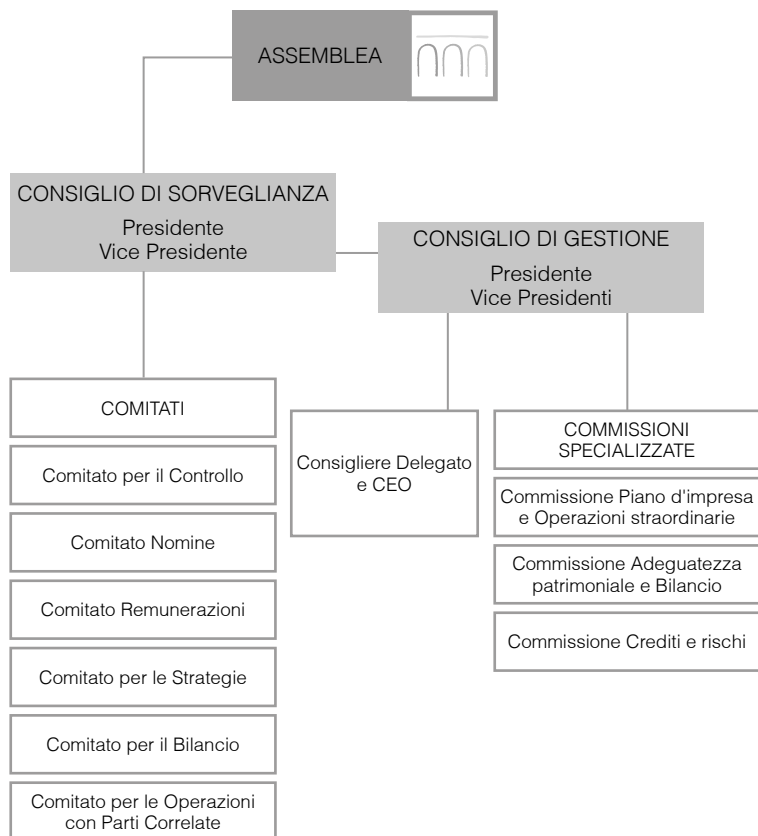 ASSEMBLEA
CONSIGLIO DI SORVEGLIANZA
Presidente
Vice Presidente
CONSIGLIO DI GESTIONE
Presidente
Vice Presidenti
COMITATI
Comitato per il Controllo
Comitato Nomine
Comitato Remunerazioni
Comitato per le Strategie
Comitato per il Bilancio
Comitato per le Operazioni
con Parti Correlate
Consigliere Delegato
e CEO
COMMISSIONI
SPECIALIZZATE
Commissione Piano d'impresa
e Operazioni straordinarie
Commissione Adeguatezza
patrimoniale e Bilancio
Commissione Crediti e rischi